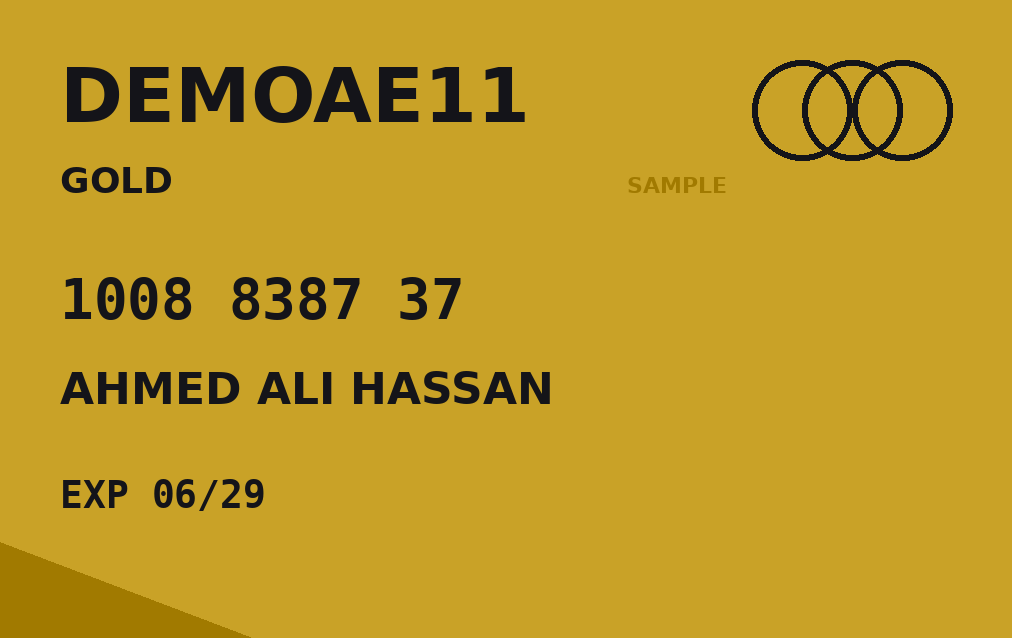 DEMOAE11
GOLD
SAMPLE
1008 8387 37
AHMED ALI HASSAN
EXP 06/29